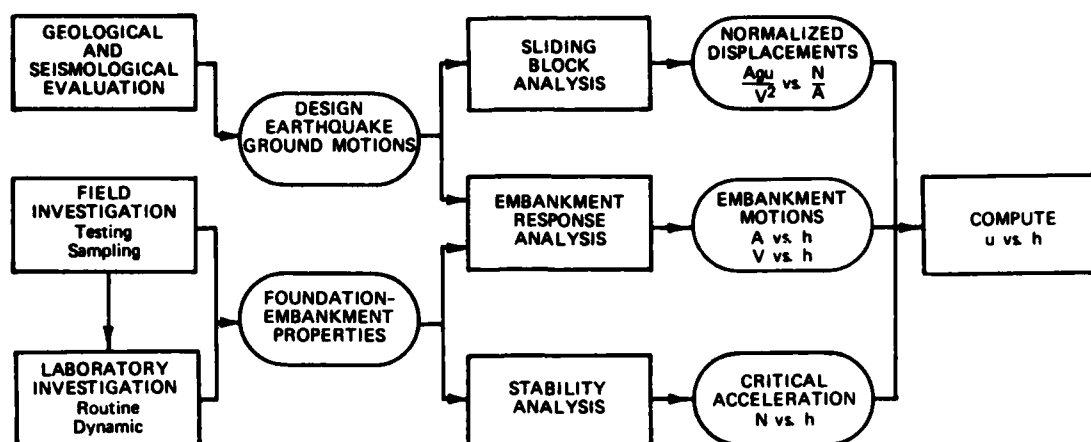 GEOLOGICAL
AND
SEISMOLOGICAL
EVALUATION
DESIGN
EARTHQUAKE
GROUND MOTIONS
SLIDING
BLOCK
ANALYSIS
NORMALIZED
DISPLACEMENTS
Agu/V² vs. N/A
FIELD
INVESTIGATION
Testing
Sampling
EMBANKMENT
RESPONSE
ANALYSIS
EMBANKMENT
MOTIONS
A vs. h
V vs. h
COMPUTE
u vs. h
FOUNDATION-
EMBANKMENT
PROPERTIES
LABORATORY
INVESTIGATION
Routine
Dynamic
STABILITY
ANALYSIS
CRITICAL
ACCELERATION
N vs. h